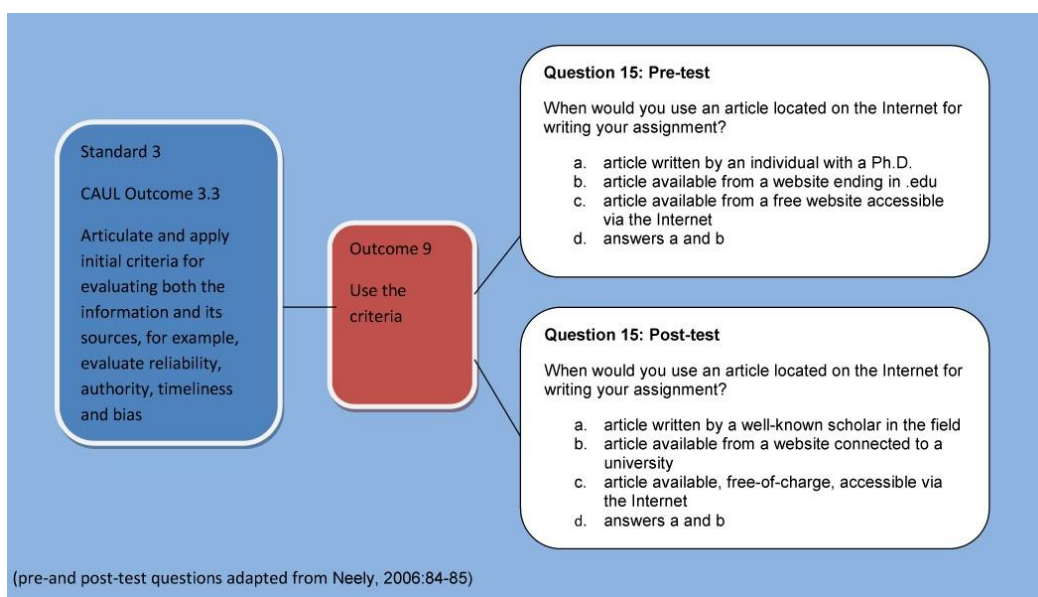 Standard 3
CAUL Outcome 3.3
Articulate and apply
initial criteria for
evaluating both the
information and its
sources, for example,
evaluate reliability,
authority, timeliness
and bias
Outcome 9
Use the
criteria
Question 15: Pre-test
When would you use an article located on the Internet for
writing your assignment?
a. article written by an individual with a Ph.D.
b. article available from a website ending in .edu
c. article available from a free website accessible
via the Internet
d. answers a and b
Question 15: Post-test
When would you use an article located on the Internet for
writing your assignment?
a. article written by a well-known scholar in the field
b. article available from a website connected to a
university
c. article available, free-of-charge, accessible via
the Internet
d. answers a and b
(pre-and post-test questions adapted from Neely, 2006:84-85)